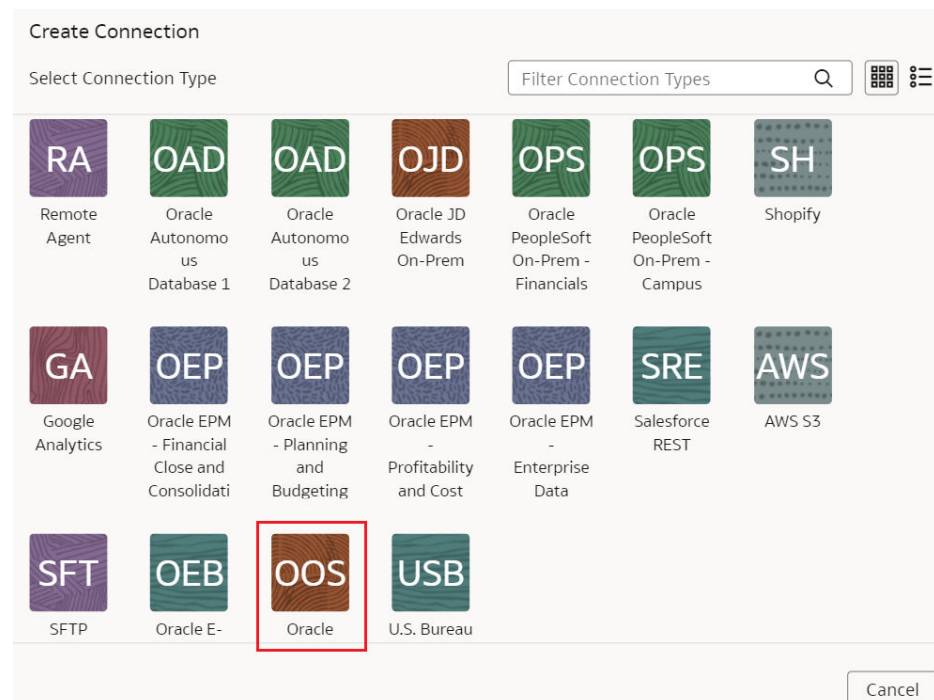 Create Connection
Select Connection Type
Filter Connection Types
RA
OAD
OAD
OJD
OPS
OPS
SH
Remote
Agent
Oracle
Autonomo
us
Database 1
Oracle
Autonomo
us
Database 2
Oracle JD
Edwards
On-Prem
Oracle
PeopleSoft
On-Prem -
Financials
Oracle
PeopleSoft
On-Prem -
Campus
Shopify
GA
OEP
OEP
OEP
OEP
SRE
AWS
Google
Analytics
Oracle EPM
- Financial
Close and
Consolidati
Oracle EPM
- Planning
and
Budgeting
Oracle EPM
-
Profitability
and Cost
Oracle EPM
-
Enterprise
Data
Salesforce
REST
AWS S3
SFT
OEB
OOS
USB
SFTP
Oracle E-
Oracle
U.S. Bureau
Cancel